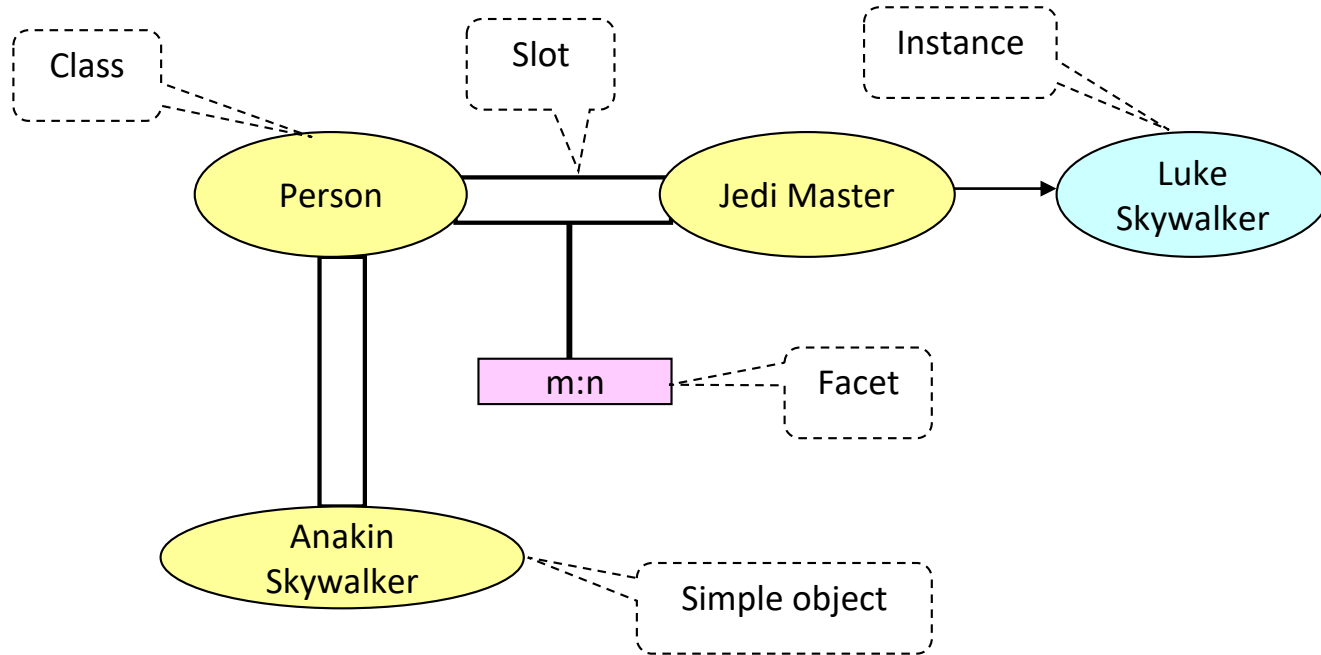 Class
Slot
Instance
Person
Jedi Master
Luke
Skywalker
m:n
Facet
Anakin
Skywalker
Simple object